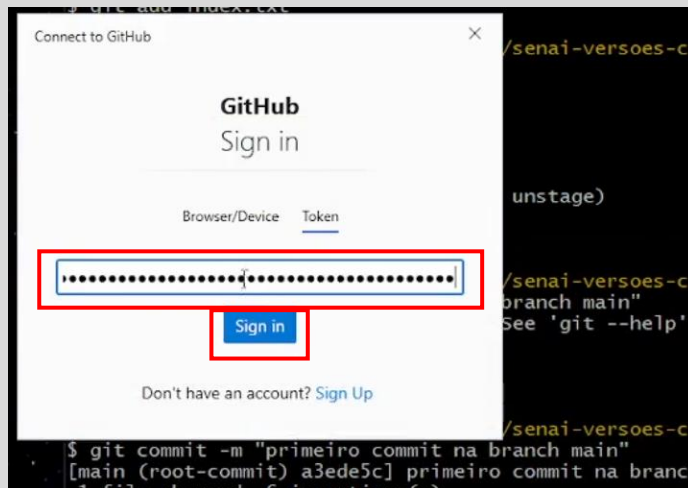 $ git add index.txt
Connect to GitHub
/senai-versoes-c
GitHub
Sign in
unstage)
Browser/Device Token
/senai-versoes-c
branch main"
See 'git --help'
Sign in
Don't have an account? Sign Up
/senai-versoes-c
$ git commit -m "primeiro commit na branch main"
[main (root-commit) a3ede5c] primeiro commit na branc